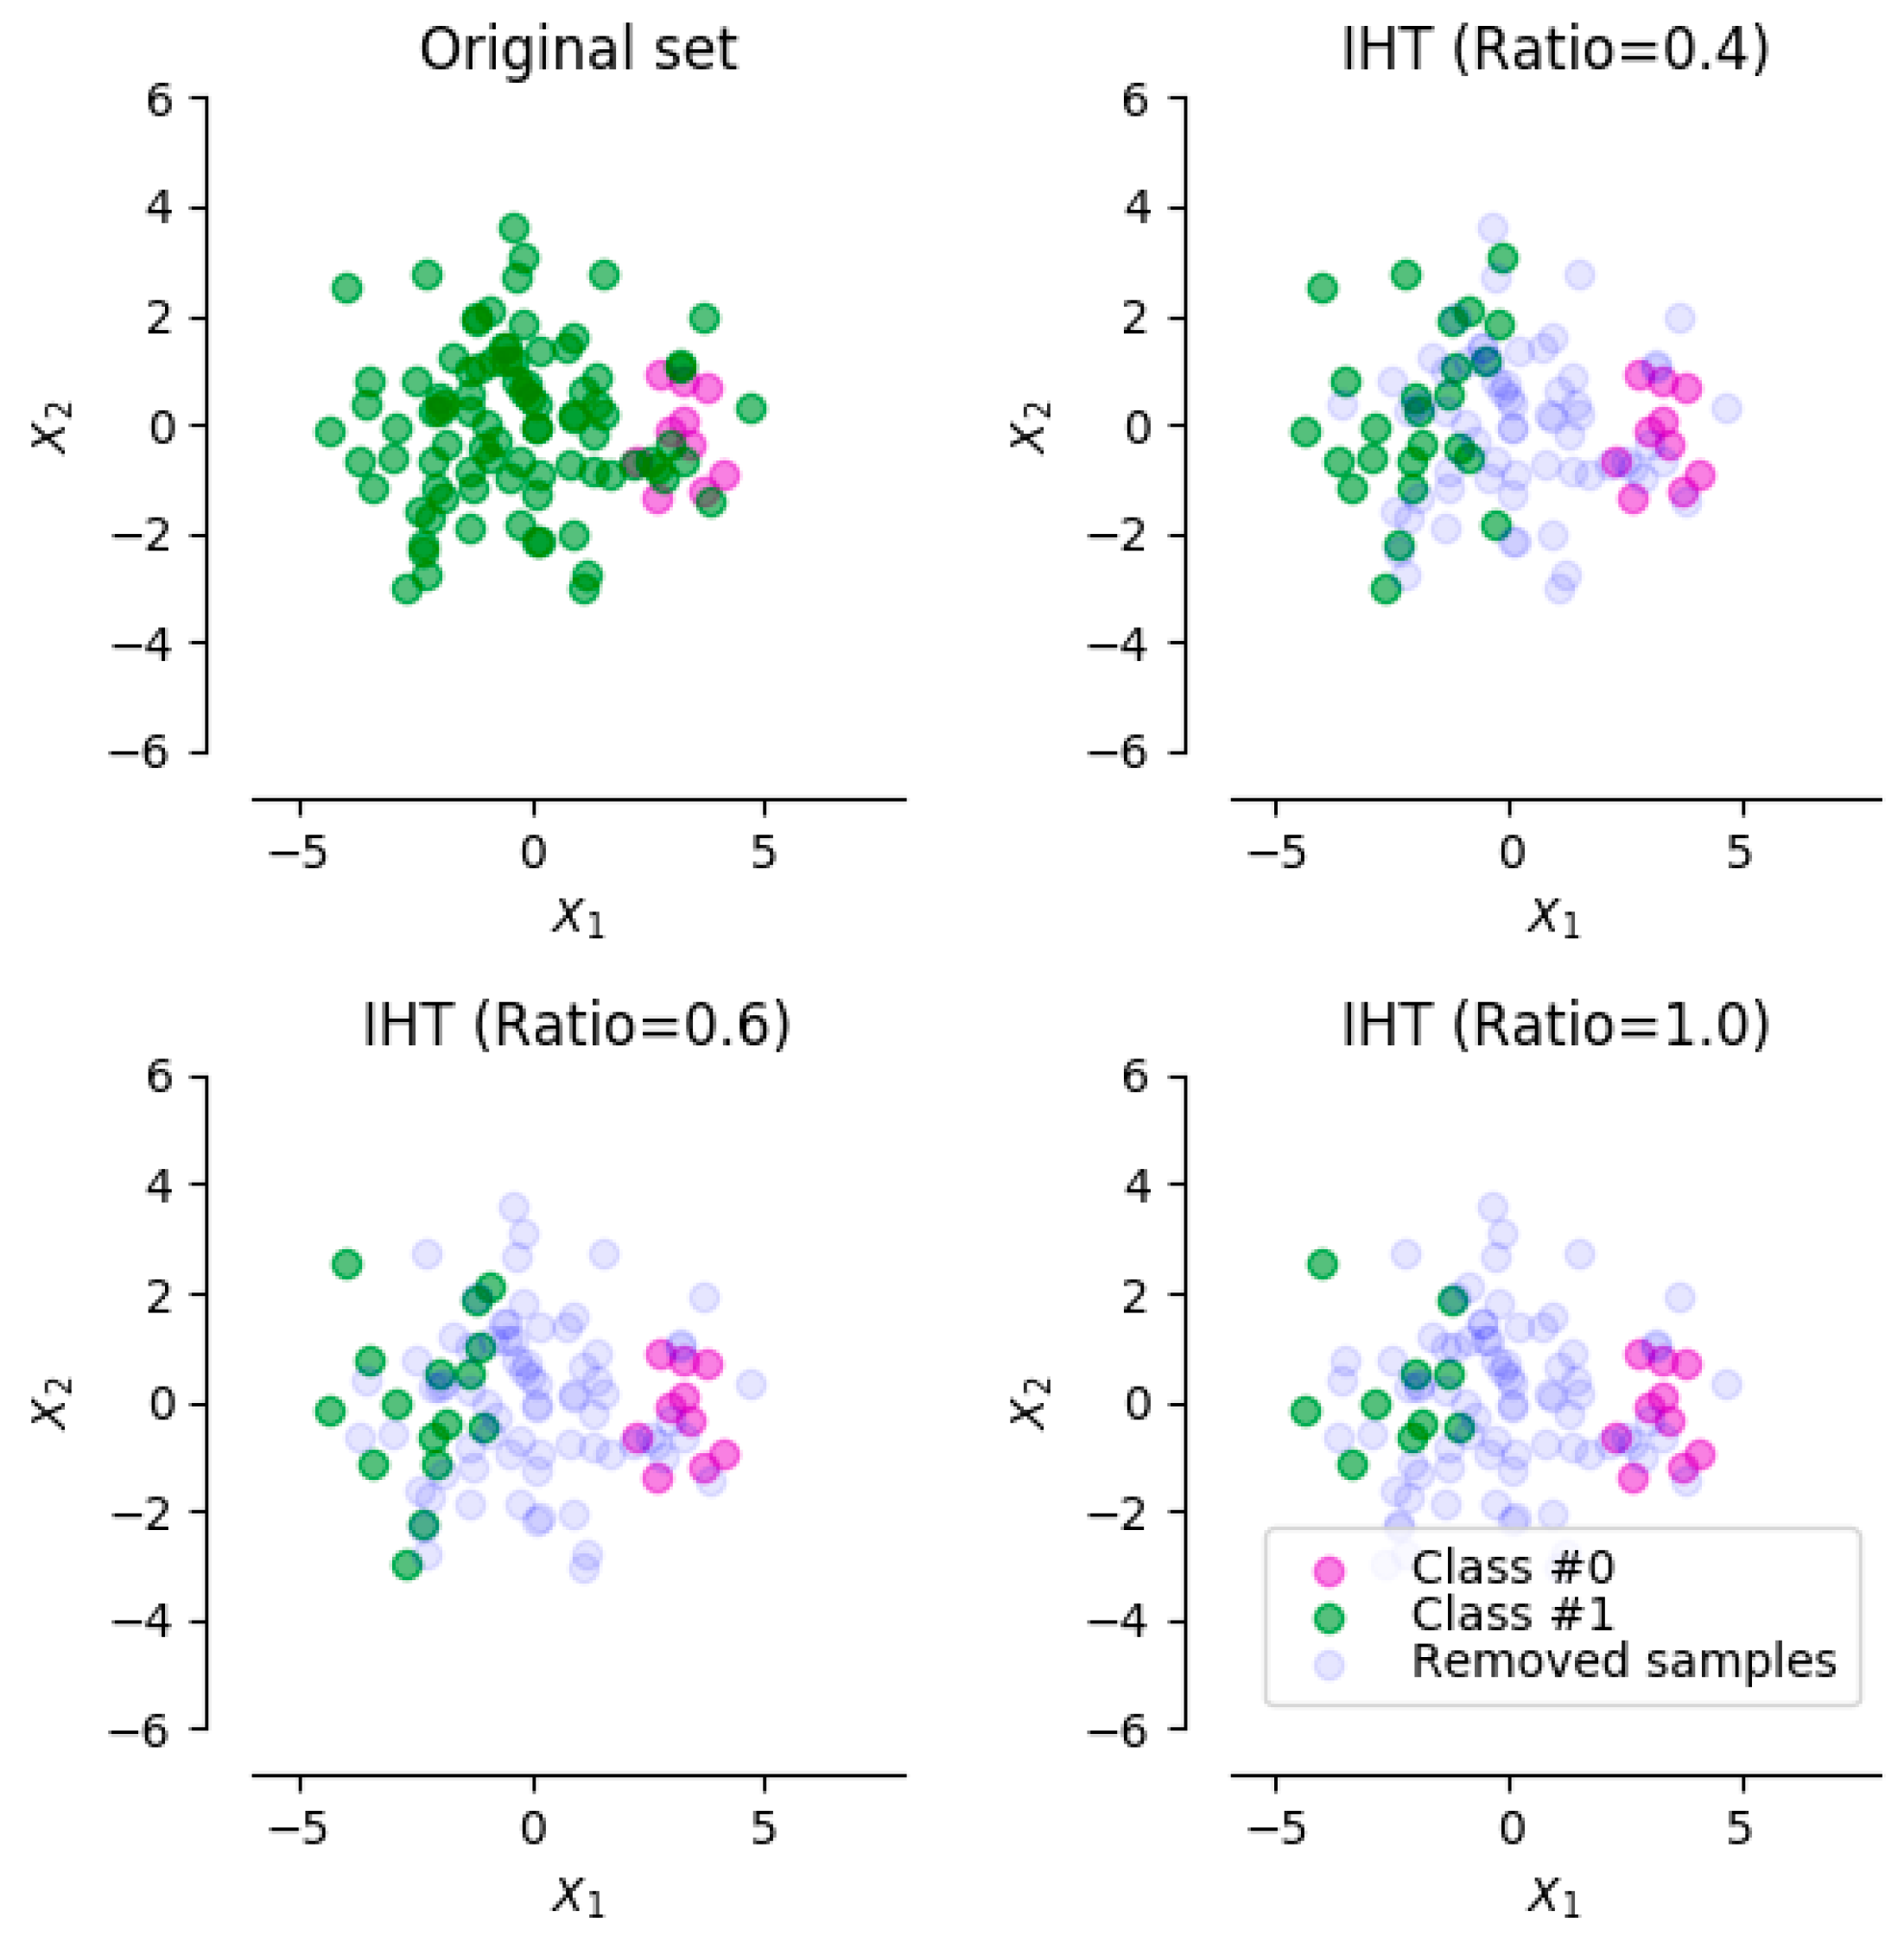 Original set
6
4
2
0
−2
−4
−6
x2
−5 0 5
x1
IHT (Ratio=0.4)
6
4
2
0
−2
−4
−6
x2
−5 0 5
x1
IHT (Ratio=0.6)
6
4
2
0
−2
−4
−6
x2
−5 0 5
x1
IHT (Ratio=1.0)
6
4
2
0
−2
−4
−6
x2
Class #0
Class #1
Removed samples
−5 0 5
x1